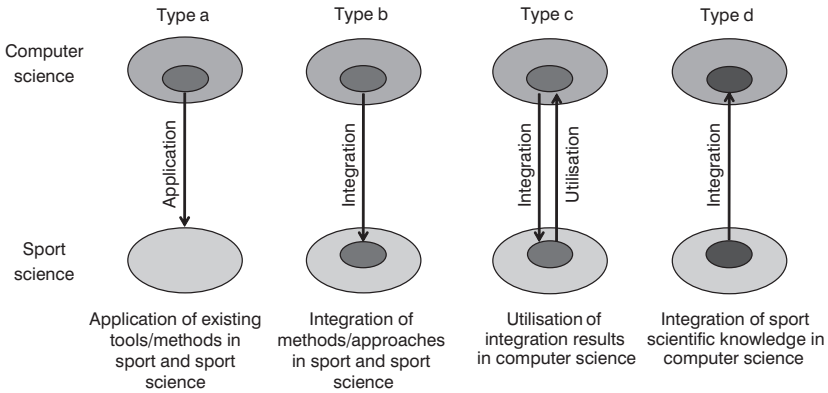 Type a
Type b
Type c
Type d
Computer
science
Application
Integration
Integration
Utilisation
Integration
Sport
science
Application of existing
tools/methods in
sport and sport
science
Integration of
methods/approaches
in sport and sport
science
Utilisation of
integration results
in computer science
Integration of sport
scientific knowledge in
computer science